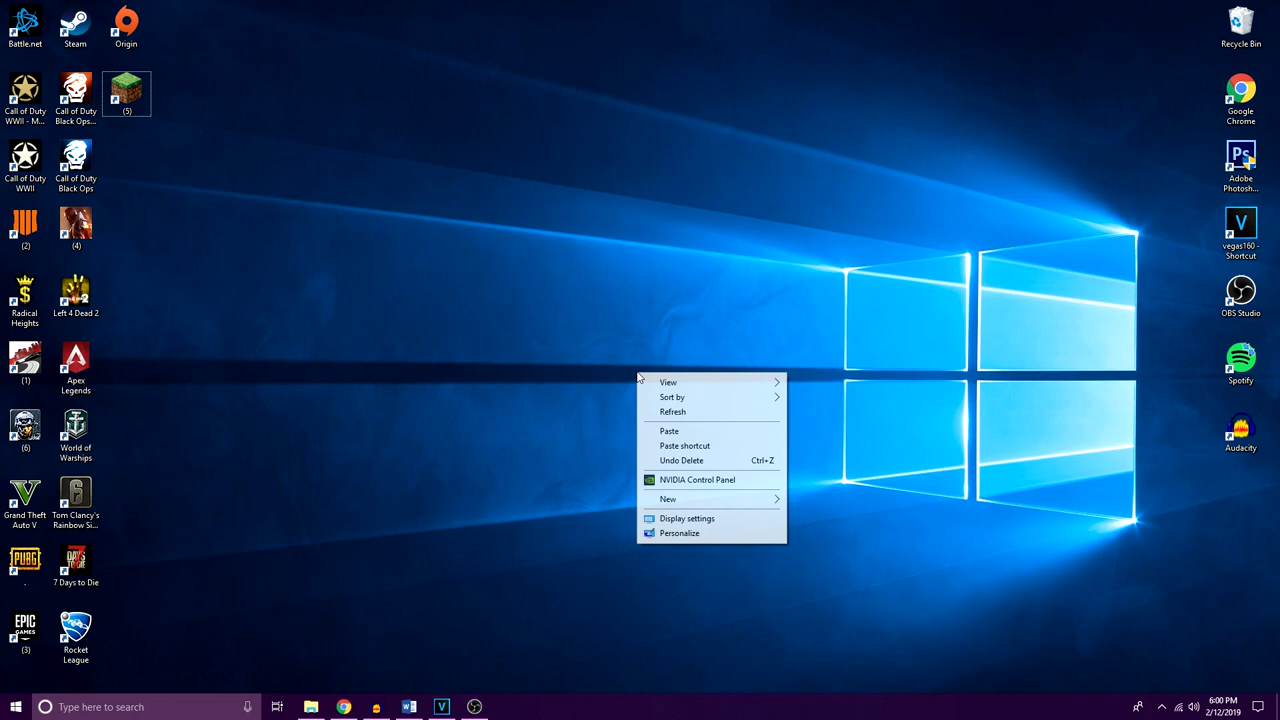 Battle.net
Steam
Origin
Call of Duty
WWII - M...
Call of Duty
Black Ops...
(5)
Call of Duty
WWII
Call of Duty
Black Ops
(2)
(4)
Radical
Heights
Left 4 Dead 2
(1)
Apex
Legends
(6)
World of
Warships
Grand Theft
Auto V
Tom Clancy's
Rainbow Si...
PUBG
.
7 Days to Die
EPIC
GAMES
(3)
Rocket
League
View
Sort by
Refresh
Paste
Paste shortcut
Undo Delete Ctrl+Z
NVIDIA Control Panel
New
Display settings
Personalize
Recycle Bin
Google
Chrome
Ps
Adobe
Photosh...
V
vegas160 -
Shortcut
OBS Studio
Spotify
Audacity
Type here to search
W
V
6:00 PM
2/12/2019